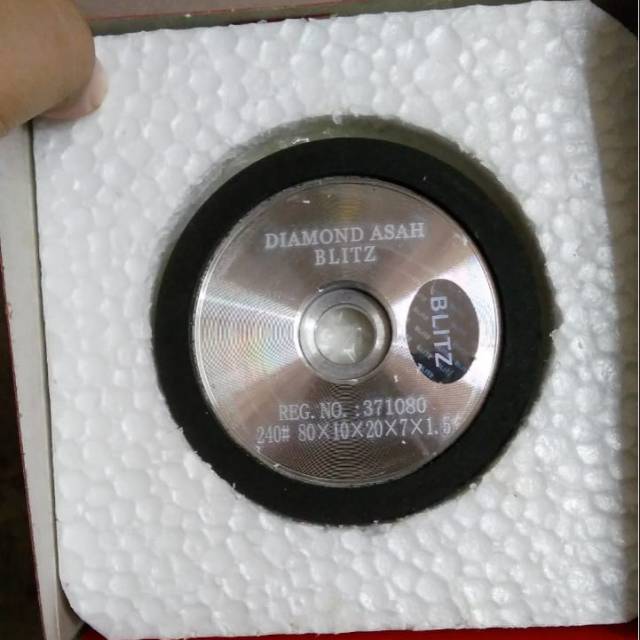 DIAMOND ASAH
BLITZ
BLITZ
REG. NO. :371080
240# 80×10×20×7×1.5